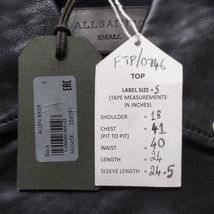 ALLSAINTS
SMALL
S
ALLEN BIKER
Black
EAC
FTP/0746
TOP
LABEL SIZE = S
(TAPE MEASUREMENTS
IN INCHES)
SHOULDER - 18
CHEST - 41
(PIT TO PIT)
WAIST - 40
LENGTH - 24
SLEEVE LENGTH - 24.5